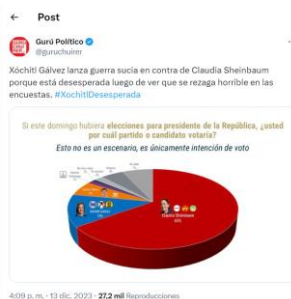 Post
Gurú Político
@guruchuirer
Xóchitl Gálvez lanza guerra sucia en contra de Claudia Sheinbaum
porque está desesperada luego de ver que se rezaga horrible en las
encuestas. #XochitlDesesperada
Si este domingo hubiera elecciones para presidente de la República, ¿usted
por cuál partido o candidato votaría?
Esto no es un escenario, es únicamente intención de voto
Claudia Sheinbaum
4:09 p. m. · 13 dic. 2023 · 27,2 mil Reproducciones